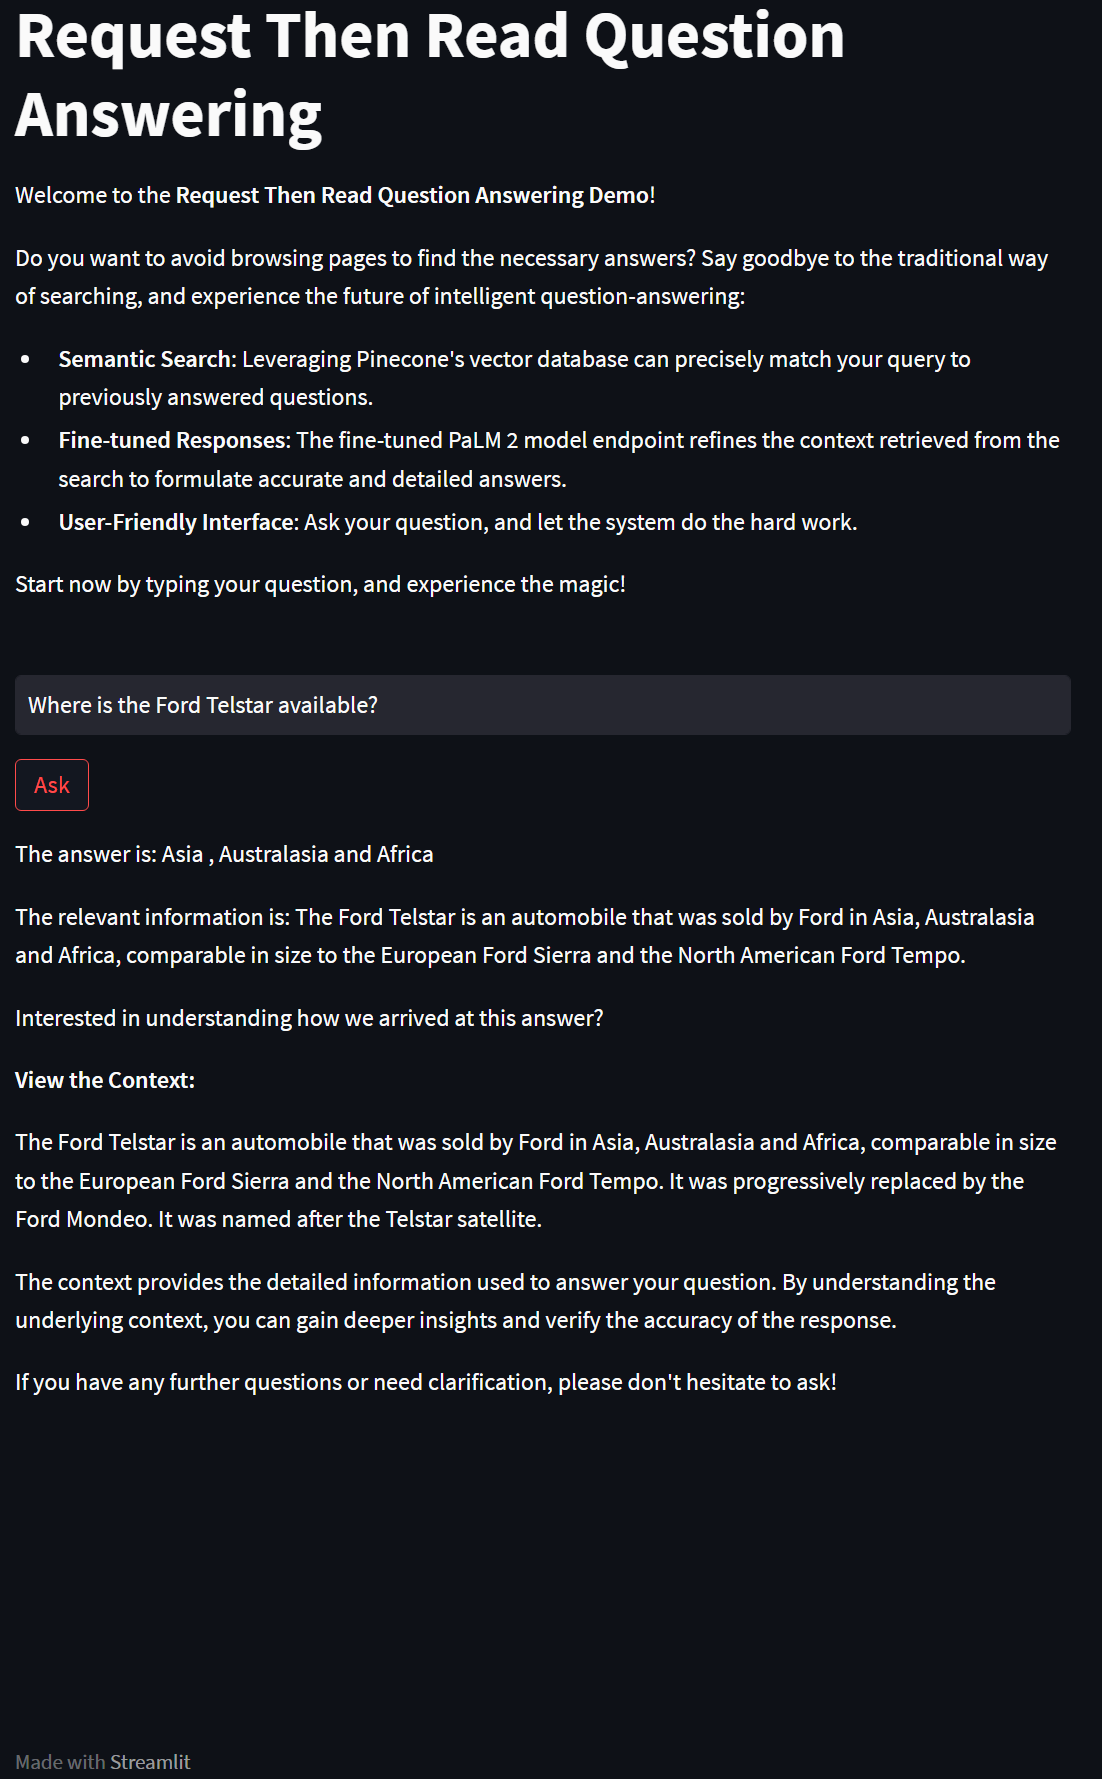 Request Then Read Question
Answering
Welcome to the Request Then Read Question Answering Demo!
Do you want to avoid browsing pages to find the necessary answers? Say goodbye to the traditional way
of searching, and experience the future of intelligent question-answering:
• Semantic Search: Leveraging Pinecone's vector database can precisely match your query to
previously answered questions.
• Fine-tuned Responses: The fine-tuned PaLM 2 model endpoint refines the context retrieved from the
search to formulate accurate and detailed answers.
• User-Friendly Interface: Ask your question, and let the system do the hard work.
Start now by typing your question, and experience the magic!
Where is the Ford Telstar available?
Ask
The answer is: Asia , Australasia and Africa
The relevant information is: The Ford Telstar is an automobile that was sold by Ford in Asia, Australasia
and Africa, comparable in size to the European Ford Sierra and the North American Ford Tempo.
Interested in understanding how we arrived at this answer?
View the Context:
The Ford Telstar is an automobile that was sold by Ford in Asia, Australasia and Africa, comparable in size
to the European Ford Sierra and the North American Ford Tempo. It was progressively replaced by the
Ford Mondeo. It was named after the Telstar satellite.
The context provides the detailed information used to answer your question. By understanding the
underlying context, you can gain deeper insights and verify the accuracy of the response.
If you have any further questions or need clarification, please don't hesitate to ask!
Made with Streamlit